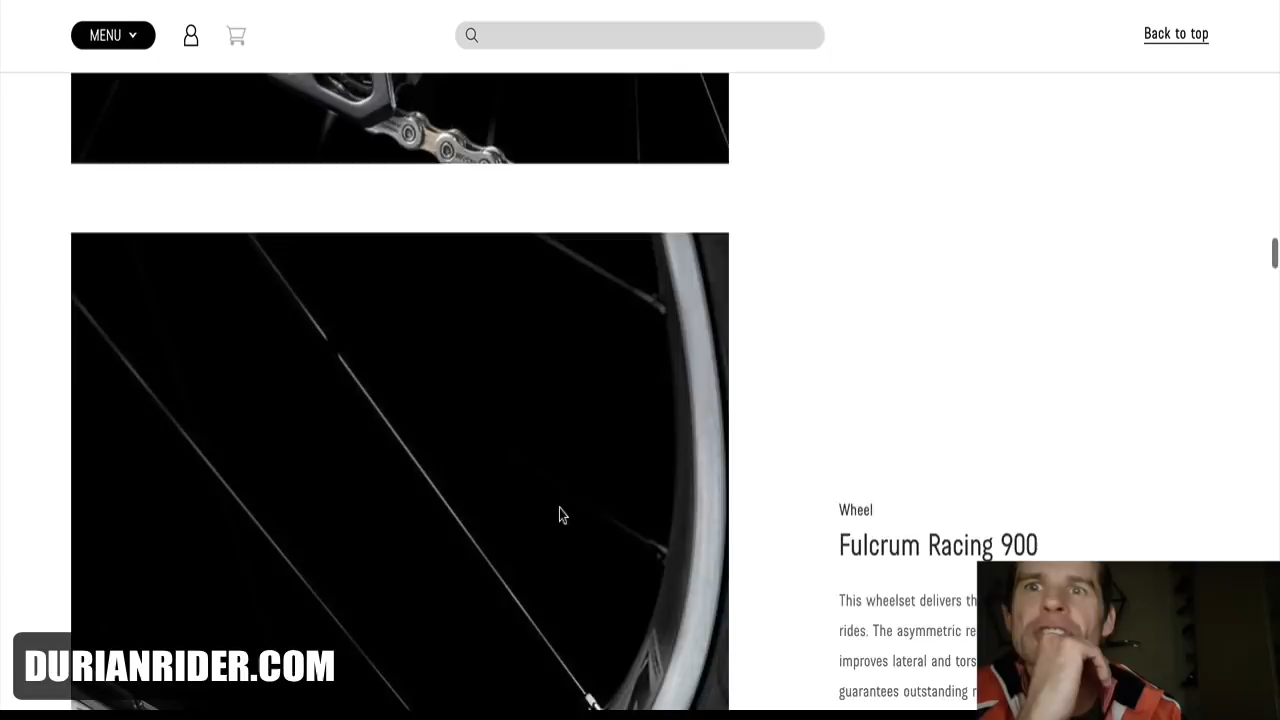 MENU
Back to top
Wheel
Fulcrum Racing 900
This wheelset delivers th
rides. The asymmetric re
improves lateral and tors
guarantees outstanding
DURIANRIDER.COM